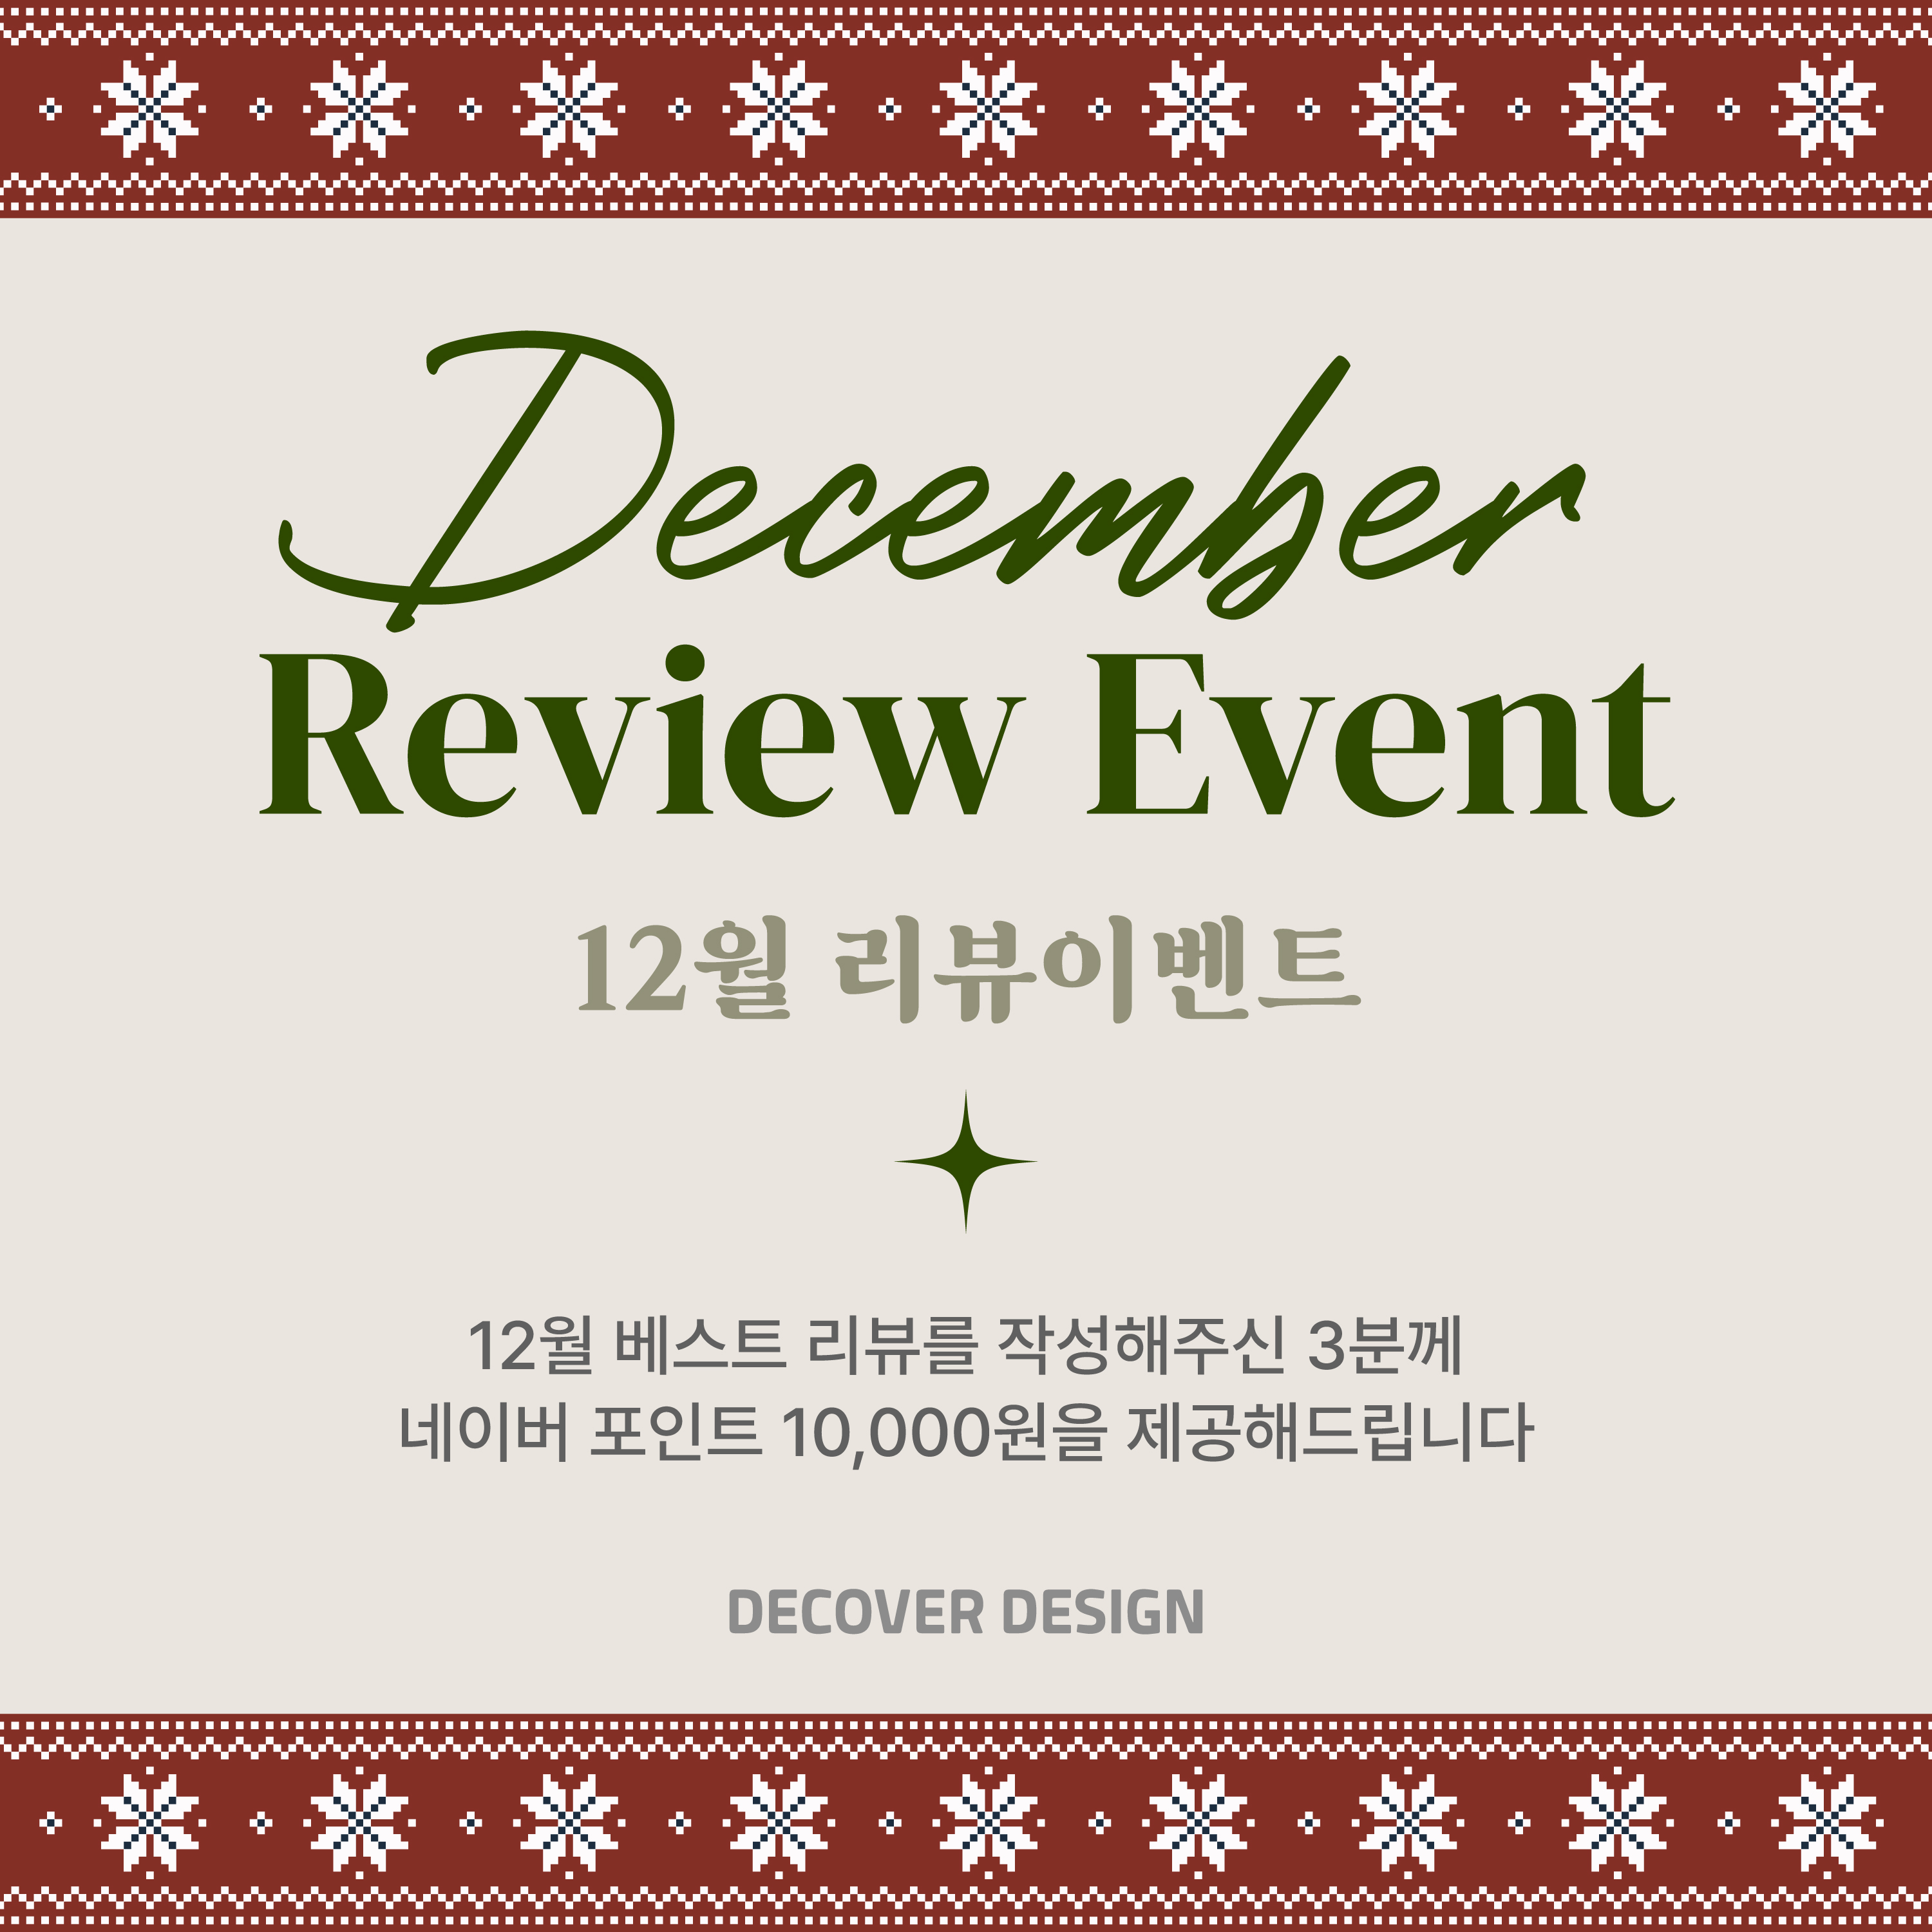 December
Review Event
12월 리뷰이벤트
12월 베스트 리뷰를 작성해주신 3분께
네이버 포인트 10,000원을 제공해드립니다
DECOVER DESIGN